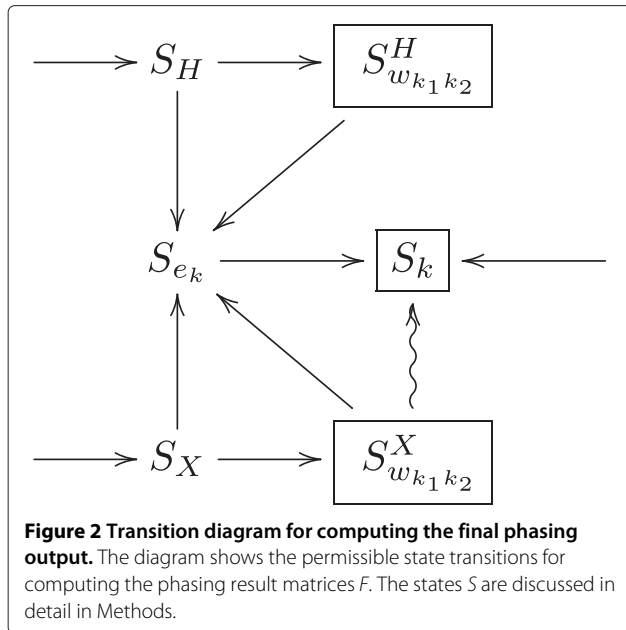 S_H S^H_{w_{k_1 k_2}}
S_{e_k} S_k
S_X S^X_{w_{k_1 k_2}}
Figure 2 Transition diagram for computing the final phasing
output. The diagram shows the permissible state transitions for
computing the phasing result matrices F. The states S are discussed in
detail in Methods.